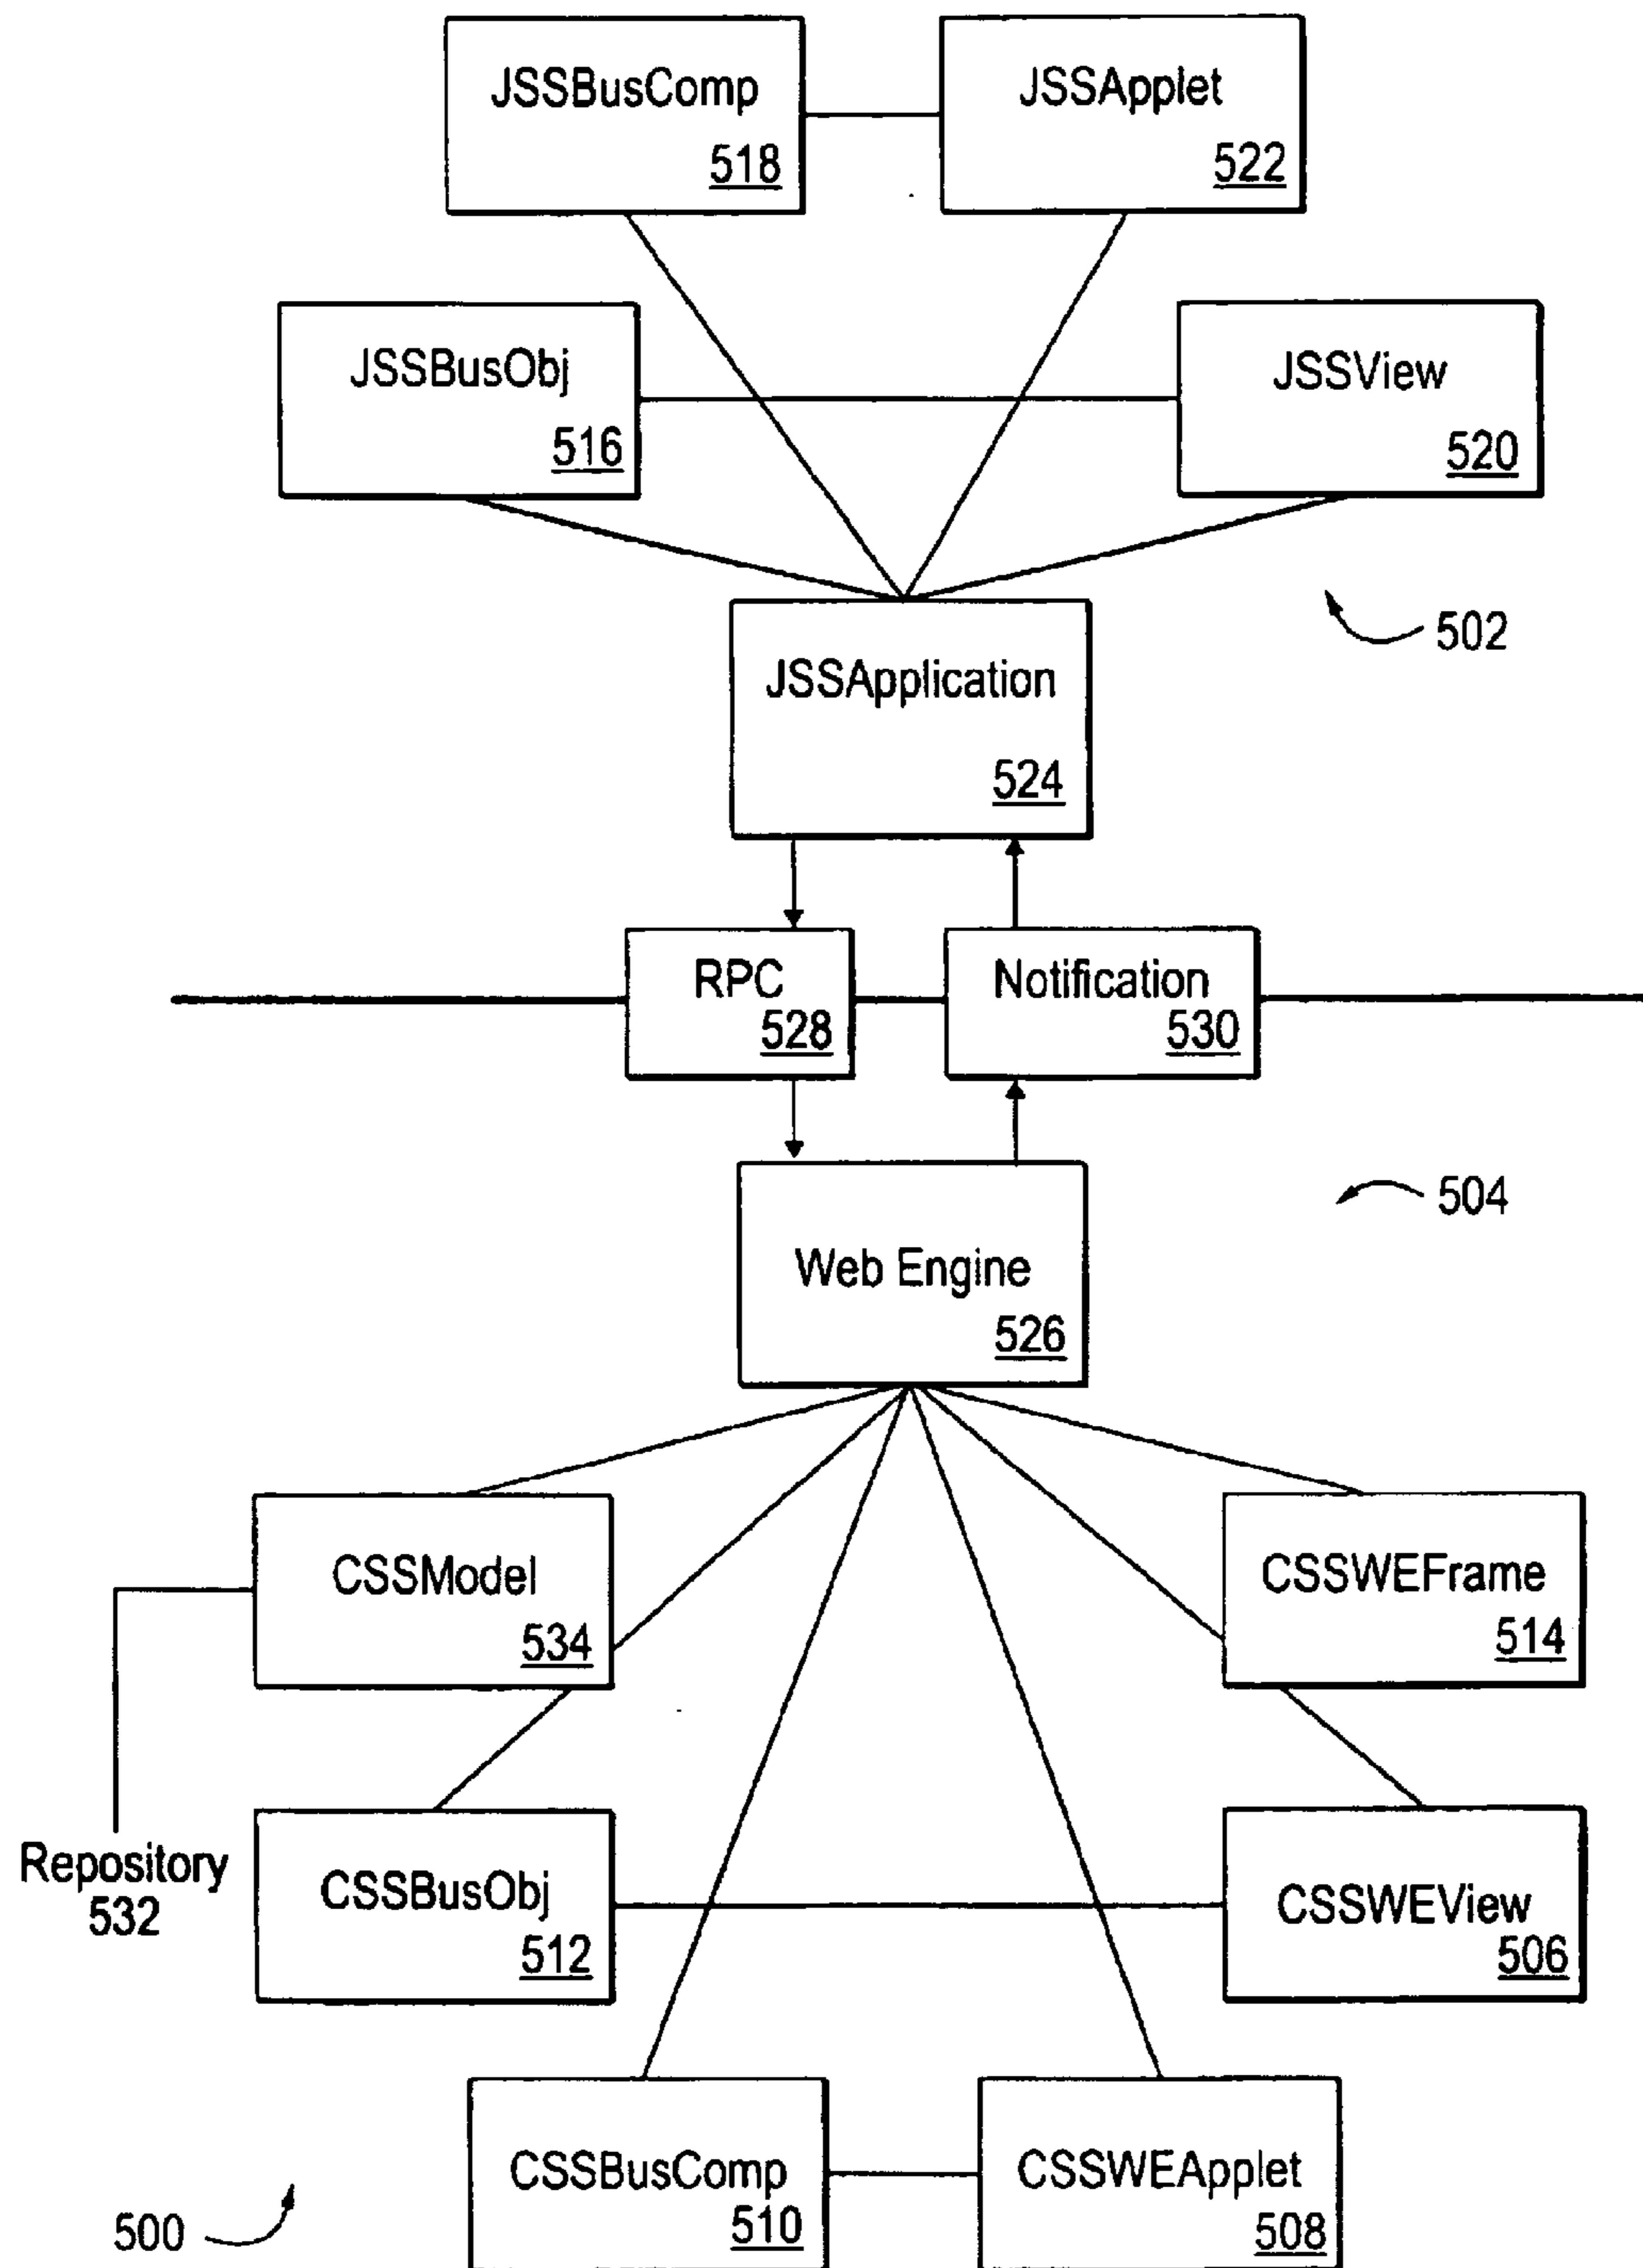 JSSBusComp
518
JSSApplet
522
JSSBusObj
516
JSSView
520
502
JSSApplication
524
RPC
528
Notification
530
504
Web Engine
526
CSSModel
534
CSSWEFrame
514
Repository
532
CSSBusObj
512
CSSWEView
506
CSSBusComp
510
CSSWEApplet
508
500